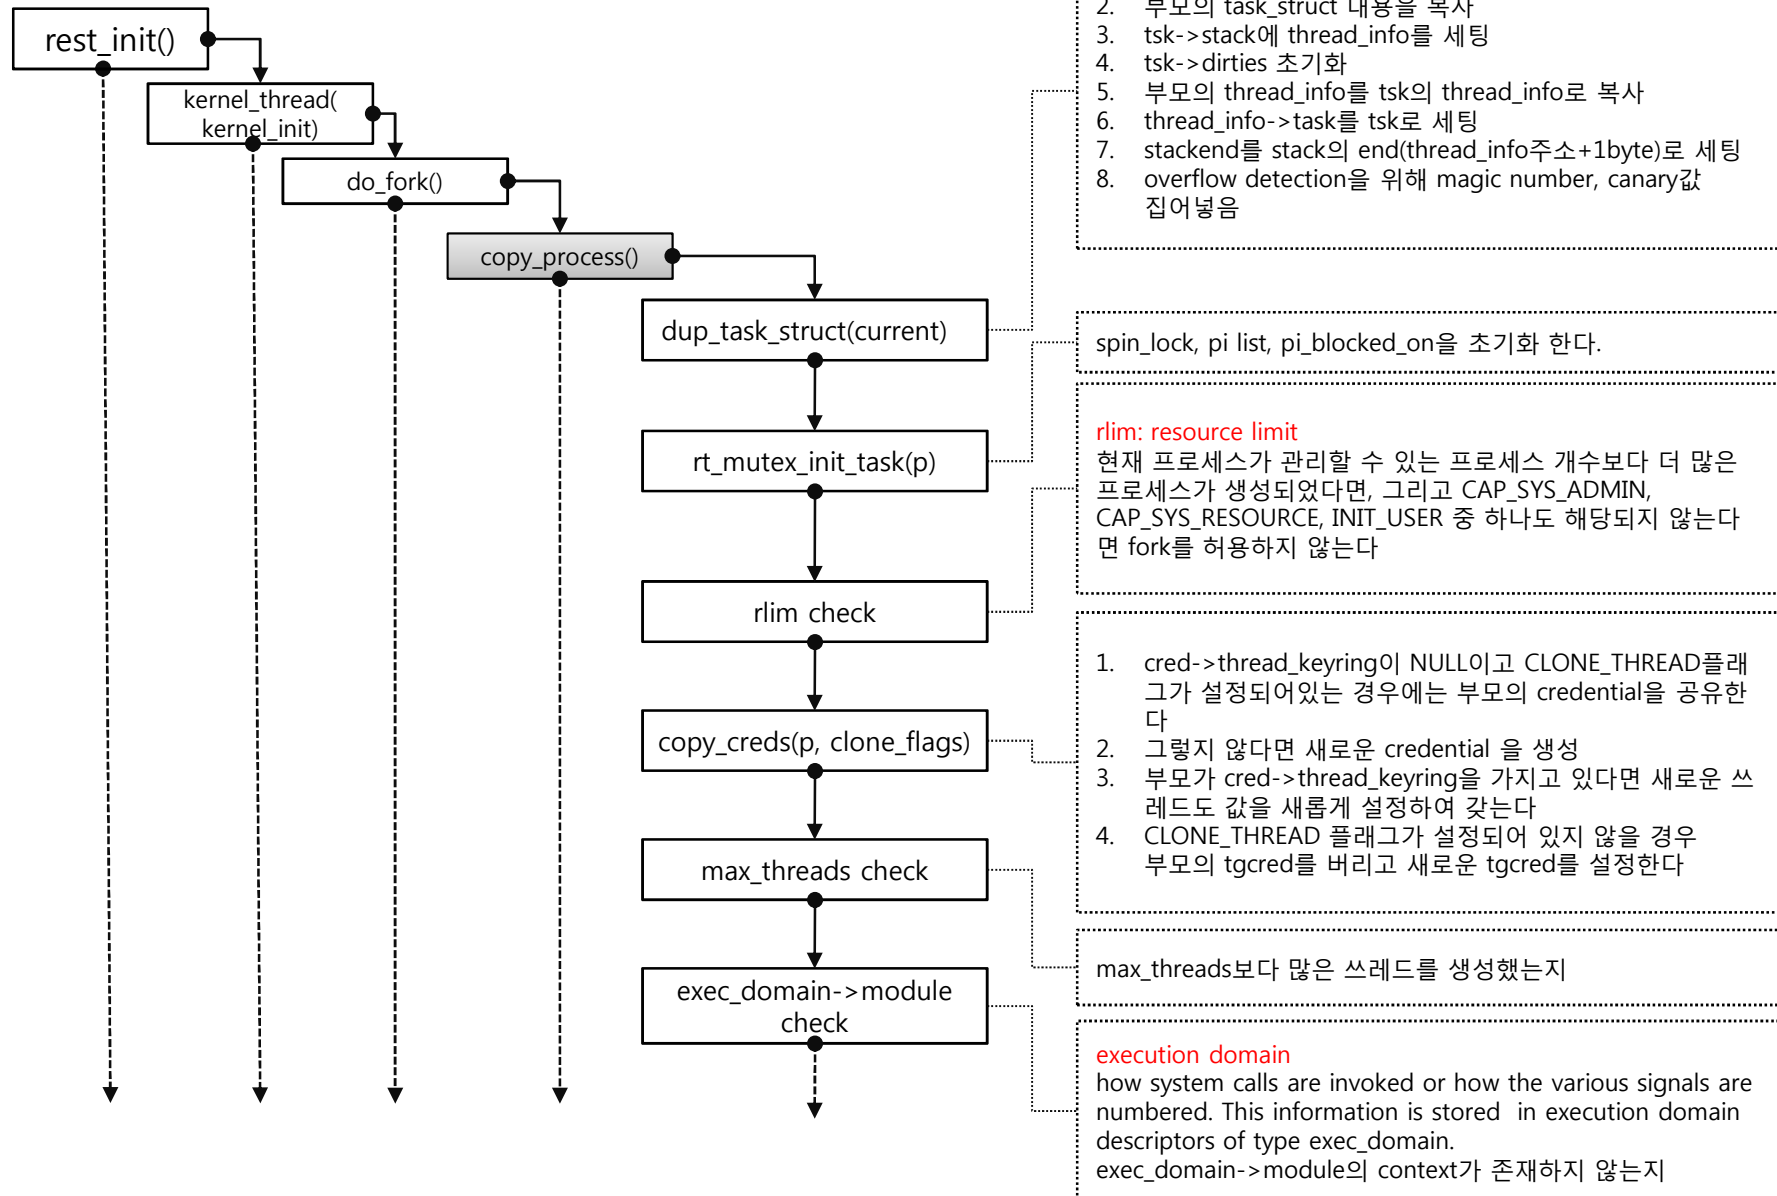 rest_init()
kernel_thread(
kernel_init)
do_fork()
copy_process()
dup_task_struct(current)
rt_mutex_init_task(p)
rlim check
copy_creds(p, clone_flags)
max_threads check
exec_domain->module
check
2. 부모의 task_struct 내용을 복사
3. tsk->stack에 thread_info를 세팅
4. tsk->dirties 초기화
5. 부모의 thread_info를 tsk의 thread_info로 복사
6. thread_info->task를 tsk로 세팅
7. stackend를 stack의 end(thread_info주소+1byte)로 세팅
8. overflow detection을 위해 magic number, canary값
집어넣음
spin_lock, pi list, pi_blocked_on을 초기화 한다.
rlim: resource limit
현재 프로세스가 관리할 수 있는 프로세스 개수보다 더 많은
프로세스가 생성되었다면, 그리고 CAP_SYS_ADMIN,
CAP_SYS_RESOURCE, INIT_USER 중 하나도 해당되지 않는다
면 fork를 허용하지 않는다
1. cred->thread_keyring이 NULL이고 CLONE_THREAD플래
그가 설정되어있는 경우에는 부모의 credential을 공유한
다
2. 그렇지 않다면 새로운 credential 을 생성
3. 부모가 cred->thread_keyring을 가지고 있다면 새로운 쓰
레드도 값을 새롭게 설정하여 갖는다
4. CLONE_THREAD 플래그가 설정되어 있지 않을 경우
부모의 tgcred를 버리고 새로운 tgcred를 설정한다
max_threads보다 많은 쓰레드를 생성했는지
execution domain
how system calls are invoked or how the various signals are
numbered. This information is stored in execution domain
descriptors of type exec_domain.
exec_domain->module의 context가 존재하지 않는지